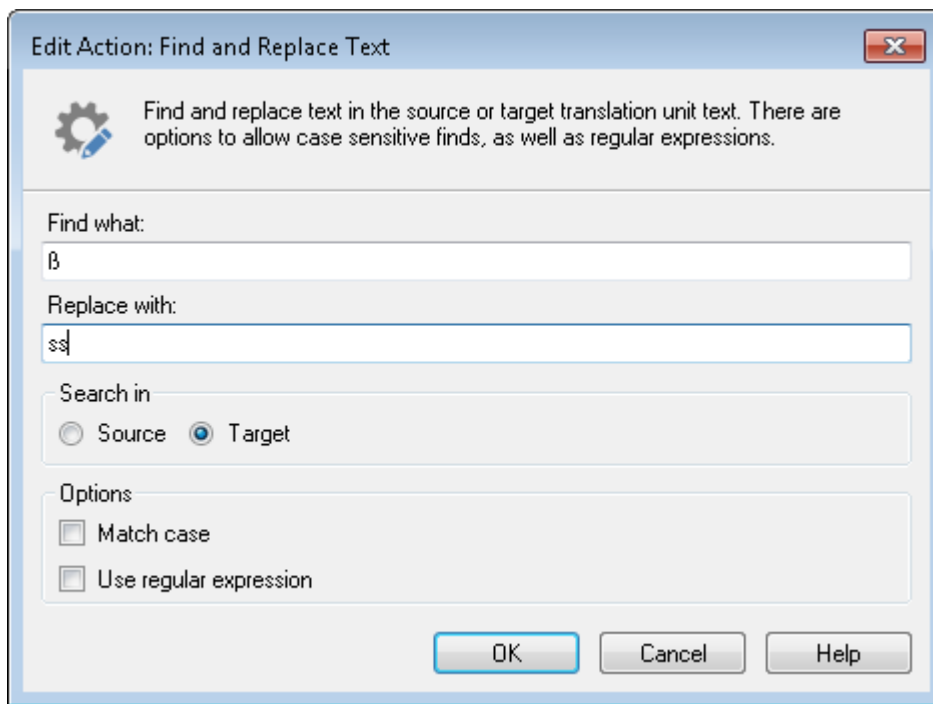 Edit Action: Find and Replace Text
Find and replace text in the source or target translation unit text. There are
options to allow case sensitive finds, as well as regular expressions.
Find what:
ß
Replace with:
ss
Search in
Source Target
Options
Match case
Use regular expression
OK Cancel Help